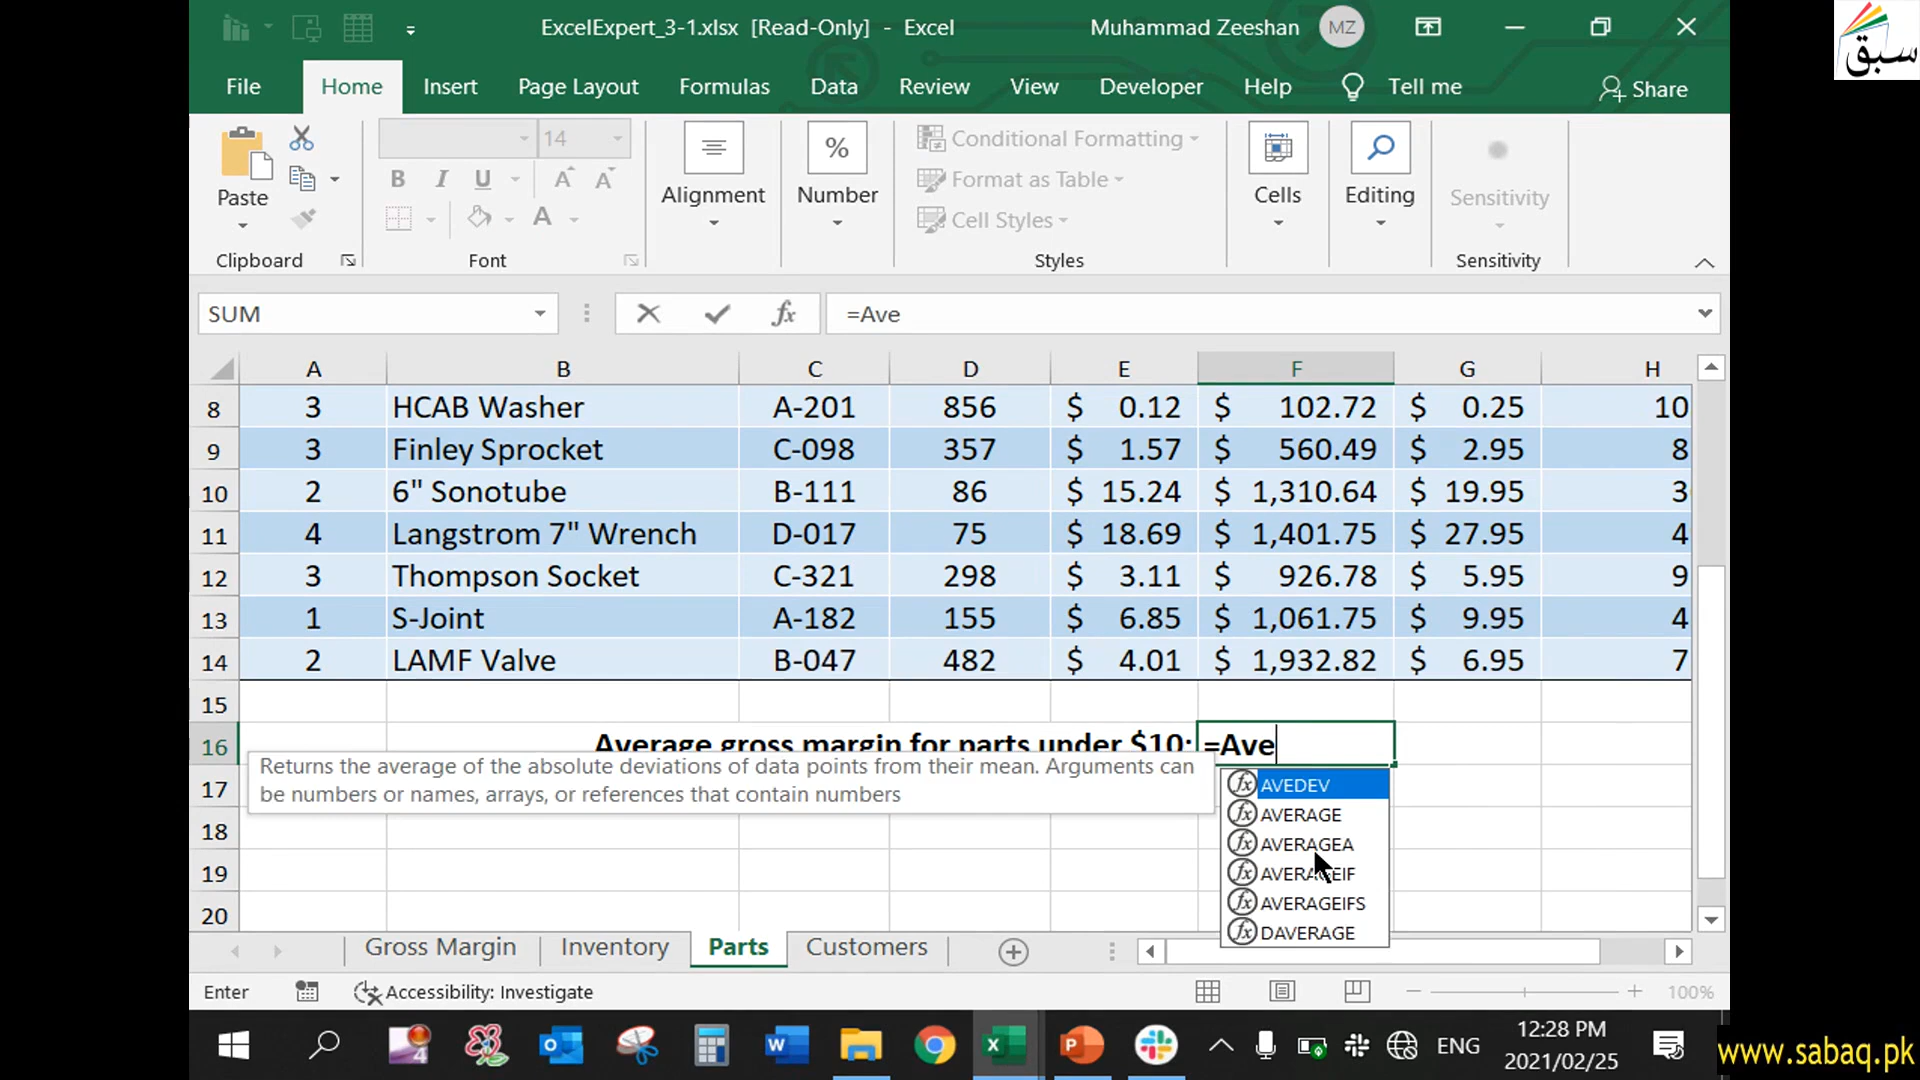 ExcelExpert_3-1.xlsx [Read-Only] - Excel
Muhammad Zeeshan MZ
سبق
File Home Insert Page Layout Formulas Data Review View Developer Help Tell me Share
14
%
Conditional Formatting
Format as Table
Cell Styles
B I U A A
A
Paste Alignment Number Cells Editing Sensitivity
Clipboard Font Styles Sensitivity
SUM fx =Ave
A B C D E F G H
8 3 HCAB Washer A-201 856 $ 0.12 $ 102.72 $ 0.25 10
9 3 Finley Sprocket C-098 357 $ 1.57 $ 560.49 $ 2.95 8
10 2 6" Sonotube B-111 86 $ 15.24 $ 1,310.64 $ 19.95 3
11 4 Langstrom 7" Wrench D-017 75 $ 18.69 $ 1,401.75 $ 27.95 4
12 3 Thompson Socket C-321 298 $ 3.11 $ 926.78 $ 5.95 9
13 1 S-Joint A-182 155 $ 6.85 $ 1,061.75 $ 9.95 4
14 2 LAMF Valve B-047 482 $ 4.01 $ 1,932.82 $ 6.95 7
15
16 Average gross margin for parts under $10: =Ave
Returns the average of the absolute deviations of data points from their mean. Arguments can
be numbers or names, arrays, or references that contain numbers
17
18
19
20
fx AVEDEV
fx AVERAGE
fx AVERAGEA
fx AVERAGEIF
fx AVERAGEIFS
fx DAVERAGE
Gross Margin Inventory Parts Customers
Enter Accessibility: Investigate 100%
4
ENG
12:28 PM
2021/02/25
www.sabaq.pk